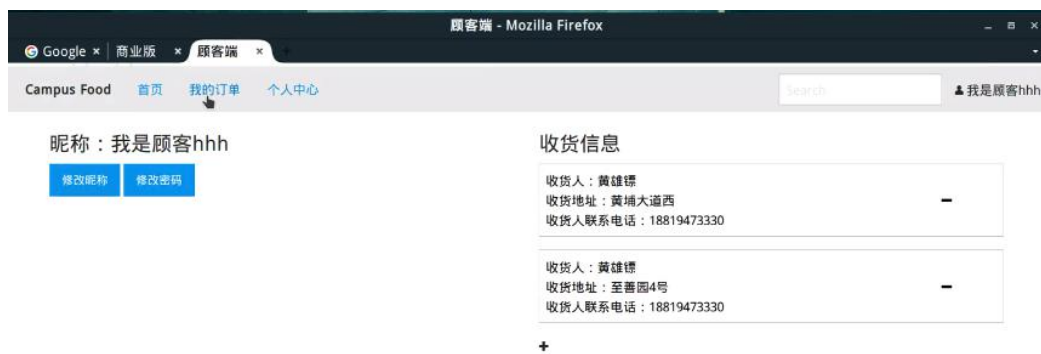 顾客端 - Mozilla Firefox
Google
商业版
顾客端
Campus Food 首页 我的订单 个人中心 Search 我是顾客hhh
昵称：我是顾客hhh
修改昵称 修改密码
收货信息
收货人：黄雄镖
收货地址：黄埔大道西
收货人联系电话：18819473330
收货人：黄雄镖
收货地址：至善园4号
收货人联系电话：18819473330